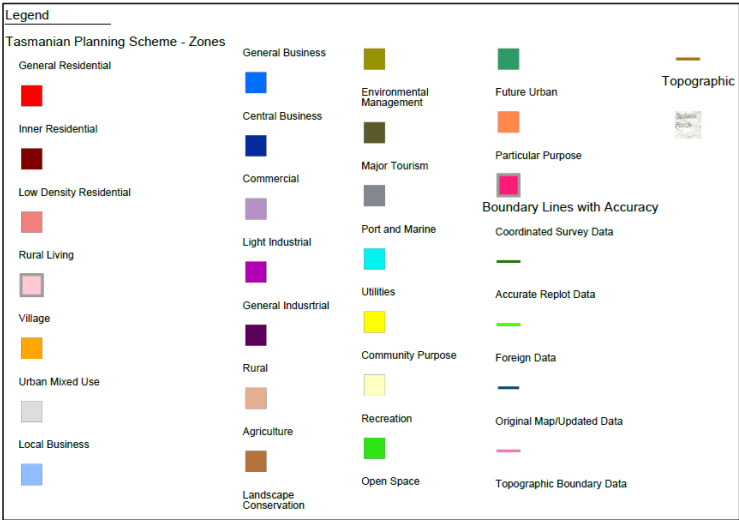 Legend
Tasmanian Planning Scheme - Zones
General Residential
Inner Residential
Low Density Residential
Rural Living
Village
Urban Mixed Use
Local Business
General Business
Central Business
Commercial
Light Industrial
General Indusrtrial
Rural
Agriculture
Landscape
Conservation
Environmental
Management
Major Tourism
Port and Marine
Utilities
Community Purpose
Recreation
Open Space
Future Urban
Particular Purpose
Boundary Lines with Accuracy
Coordinated Survey Data
Accurate Replot Data
Foreign Data
Original Map/Updated Data
Topographic Boundary Data
Topographic